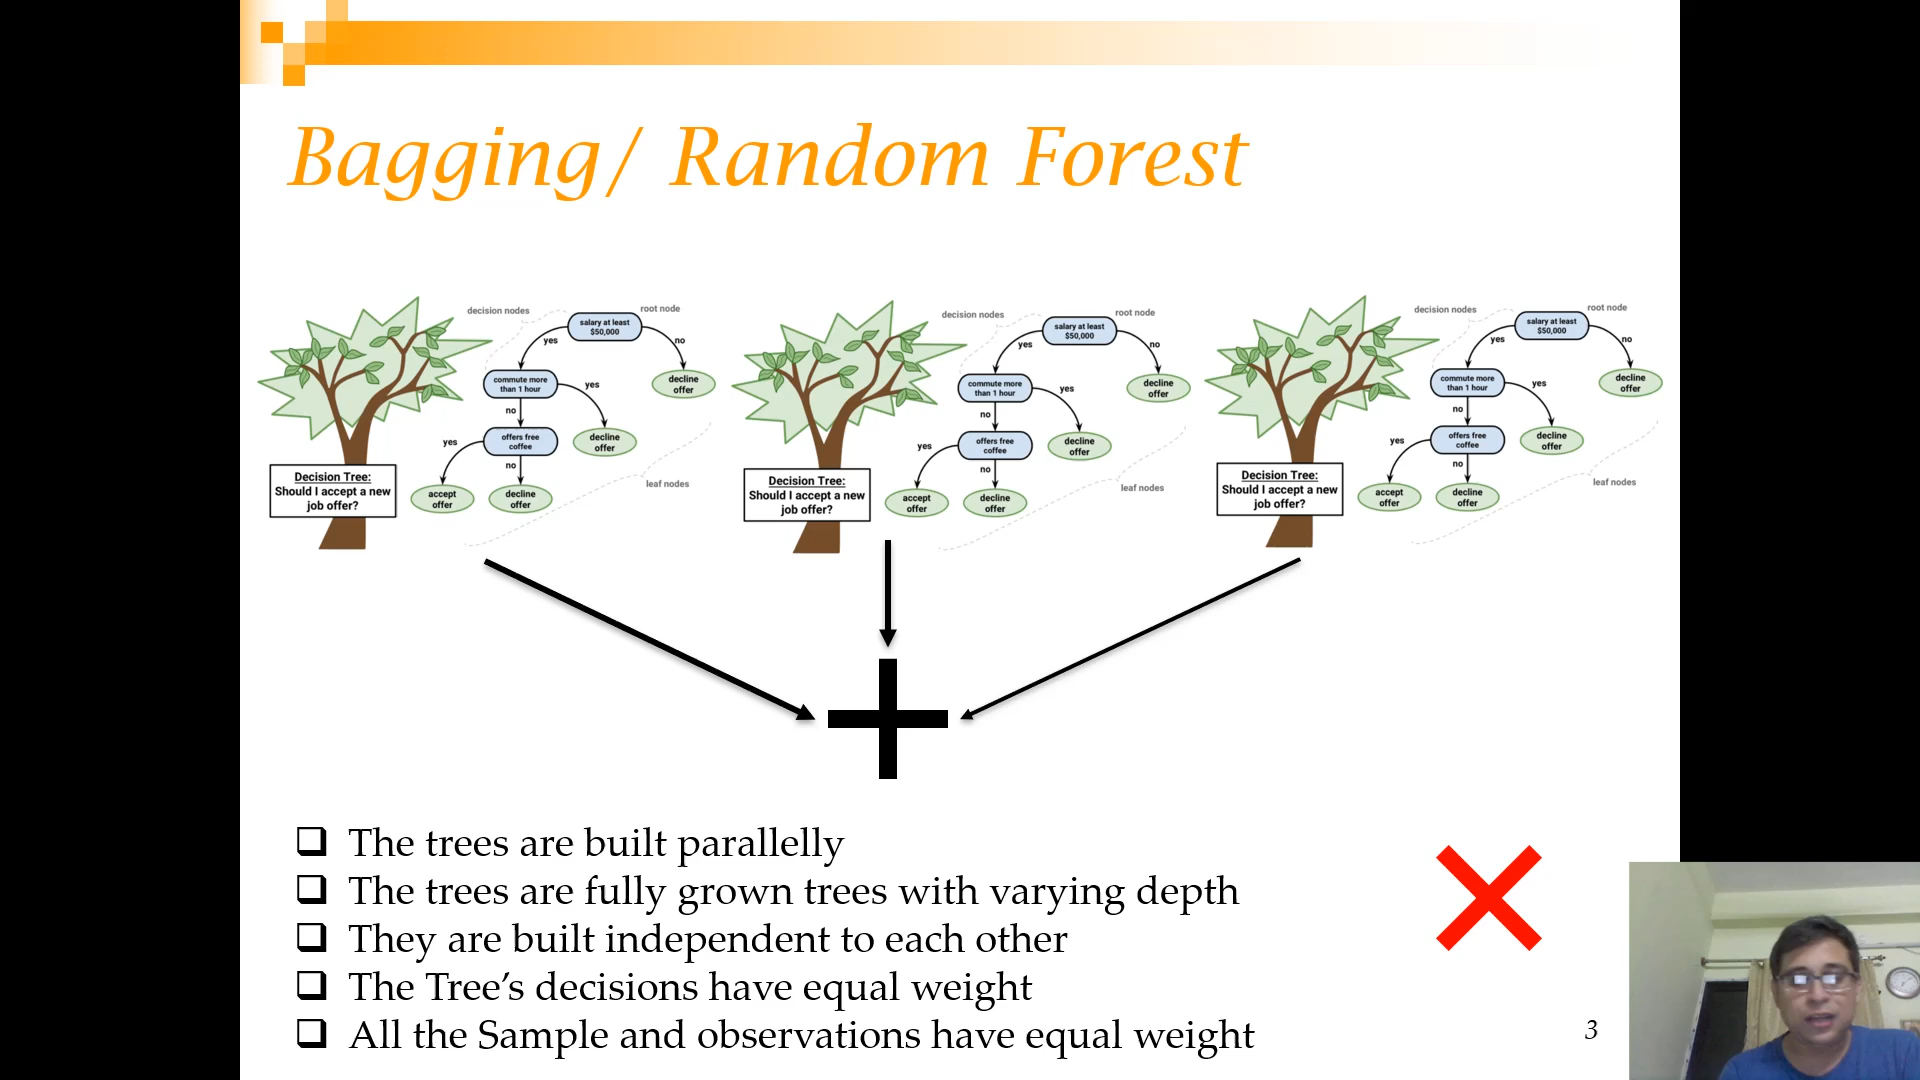 Bagging/ Random Forest
decision nodes
root node
salary at least
$50,000
yes
no
commute more
than 1 hour
yes
decline
offer
no
offers free
coffee
decline
offer
yes
no
leaf nodes
accept
offer
decline
offer
Decision Tree:
Should I accept a new
job offer?
decision nodes
root node
salary at least
$50,000
yes
no
commute more
than 1 hour
yes
decline
offer
no
offers free
coffee
decline
offer
yes
no
leaf nodes
accept
offer
decline
offer
Decision Tree:
Should I accept a new
job offer?
decision nodes
root node
salary at least
$50,000
yes
no
commute more
than 1 hour
yes
decline
offer
no
offers free
coffee
decline
offer
yes
no
leaf nodes
accept
offer
decline
offer
Decision Tree:
Should I accept a new
job offer?
The trees are built parallelly
The trees are fully grown trees with varying depth
They are built independent to each other
The Tree’s decisions have equal weight
All the Sample and observations have equal weight
3